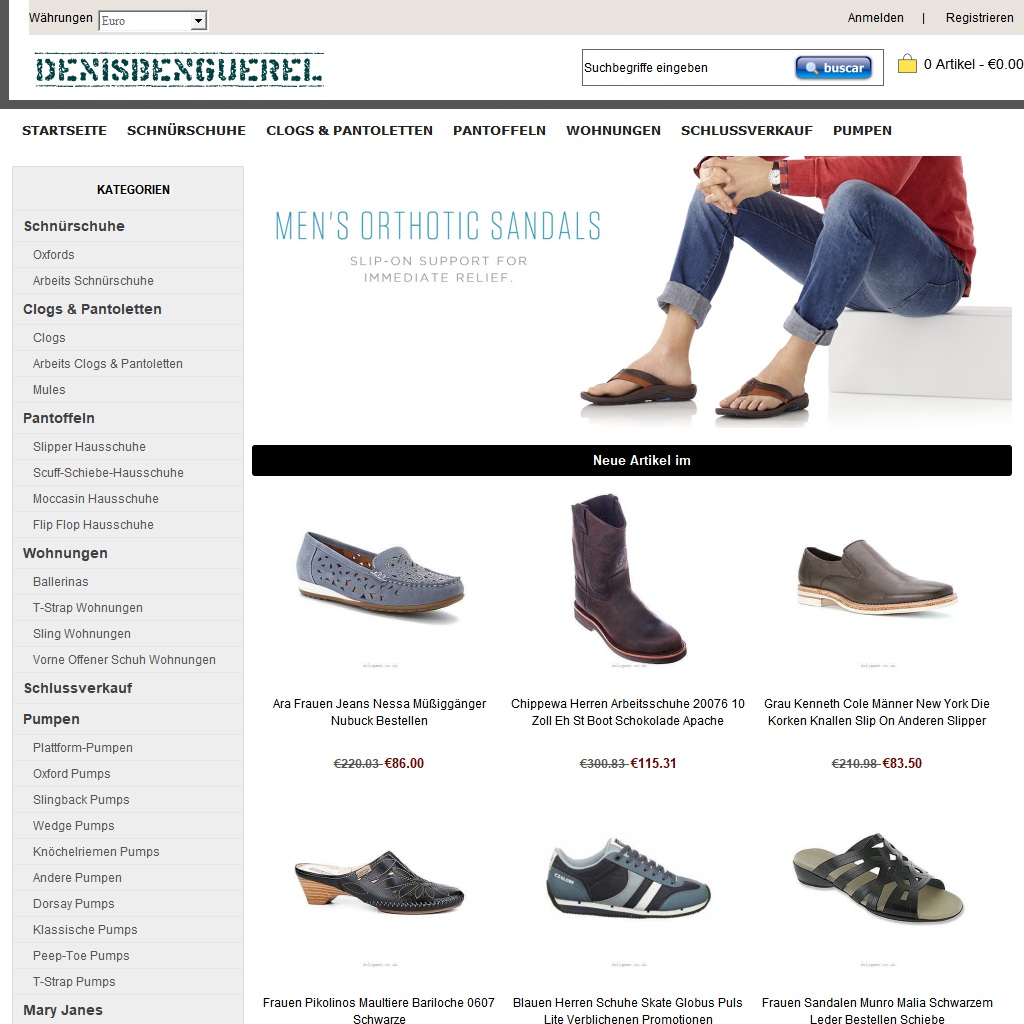 Währungen Euro Anmelden | Registrieren
DENISBENGUEREL
Suchbegriffe eingeben buscar 0 Artikel - €0.00
STARTSEITE SCHNÜRSCHUHE CLOGS & PANTOLETTEN PANTOFFELN WOHNUNGEN SCHLUSSVERKAUF PUMPEN
KATEGORIEN
Schnürschuhe
Oxfords
Arbeits Schnürschuhe
Clogs & Pantoletten
Clogs
Arbeits Clogs & Pantoletten
Mules
Pantoffeln
Slipper Hausschuhe
Scuff-Schiebe-Hausschuhe
Moccasin Hausschuhe
Flip Flop Hausschuhe
Wohnungen
Ballerinas
T-Strap Wohnungen
Sling Wohnungen
Vorne Offener Schuh Wohnungen
Schlussverkauf
Pumpen
Plattform-Pumpen
Oxford Pumps
Slingback Pumps
Wedge Pumps
Knöchelriemen Pumps
Andere Pumpen
Dorsay Pumps
Klassische Pumps
Peep-Toe Pumps
T-Strap Pumps
Mary Janes
MEN'S ORTHOTIC SANDALS
SLIP-ON SUPPORT FOR
IMMEDIATE RELIEF.
Neue Artikel im
Ara Frauen Jeans Nessa Müßiggänger
Nubuck Bestellen
€220.03 €86.00
Chippewa Herren Arbeitsschuhe 20076 10
Zoll Eh St Boot Schokolade Apache
€300.83 €115.31
Grau Kenneth Cole Männer New York Die
Korken Knallen Slip On Anderen Slipper
€210.98 €83.50
Frauen Pikolinos Maultiere Bariloche 0607
Schwarze
Blauen Herren Schuhe Skate Globus Puls
Lite Verblichenen Promotionen
Frauen Sandalen Munro Malia Schwarzem
Leder Bestellen Schiebe